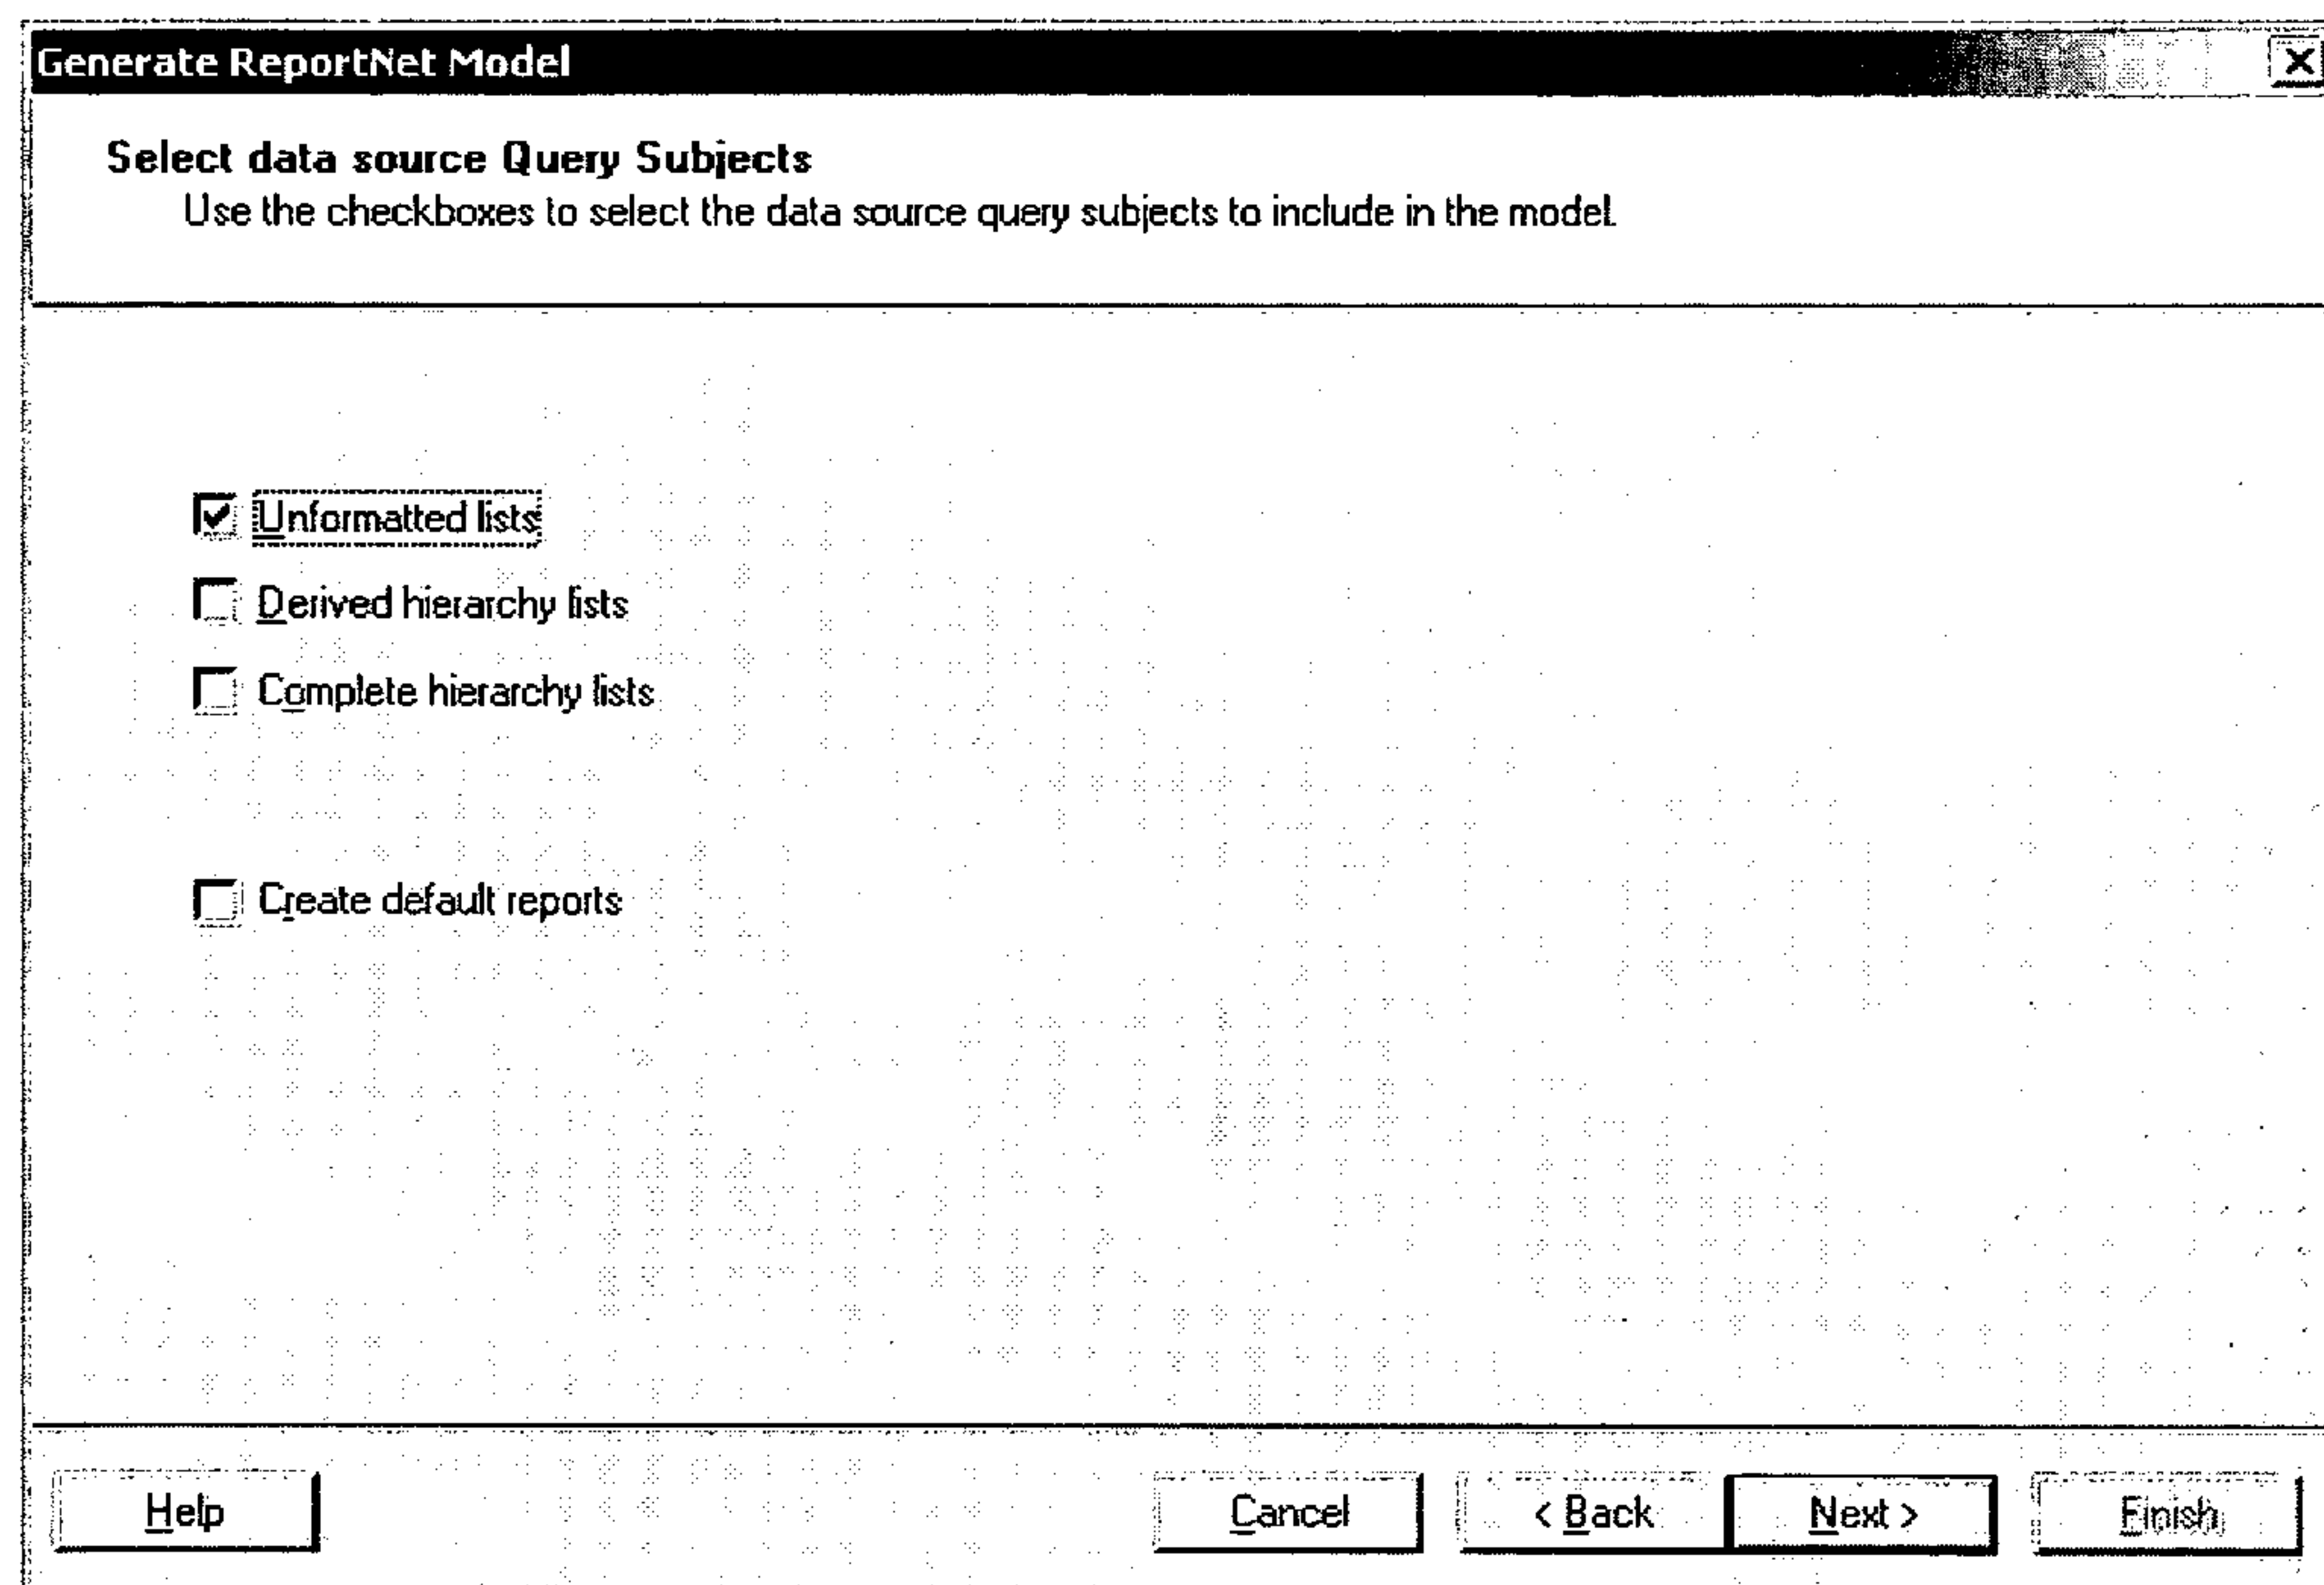 Generate ReportNet Model
Select data source Query Subjects
Use the checkboxes to select the data source query subjects to include in the model.
Unformatted lists
Derived hierarchy lists
Complete hierarchy lists
Create default reports
Help Cancel < Back Next > Finish